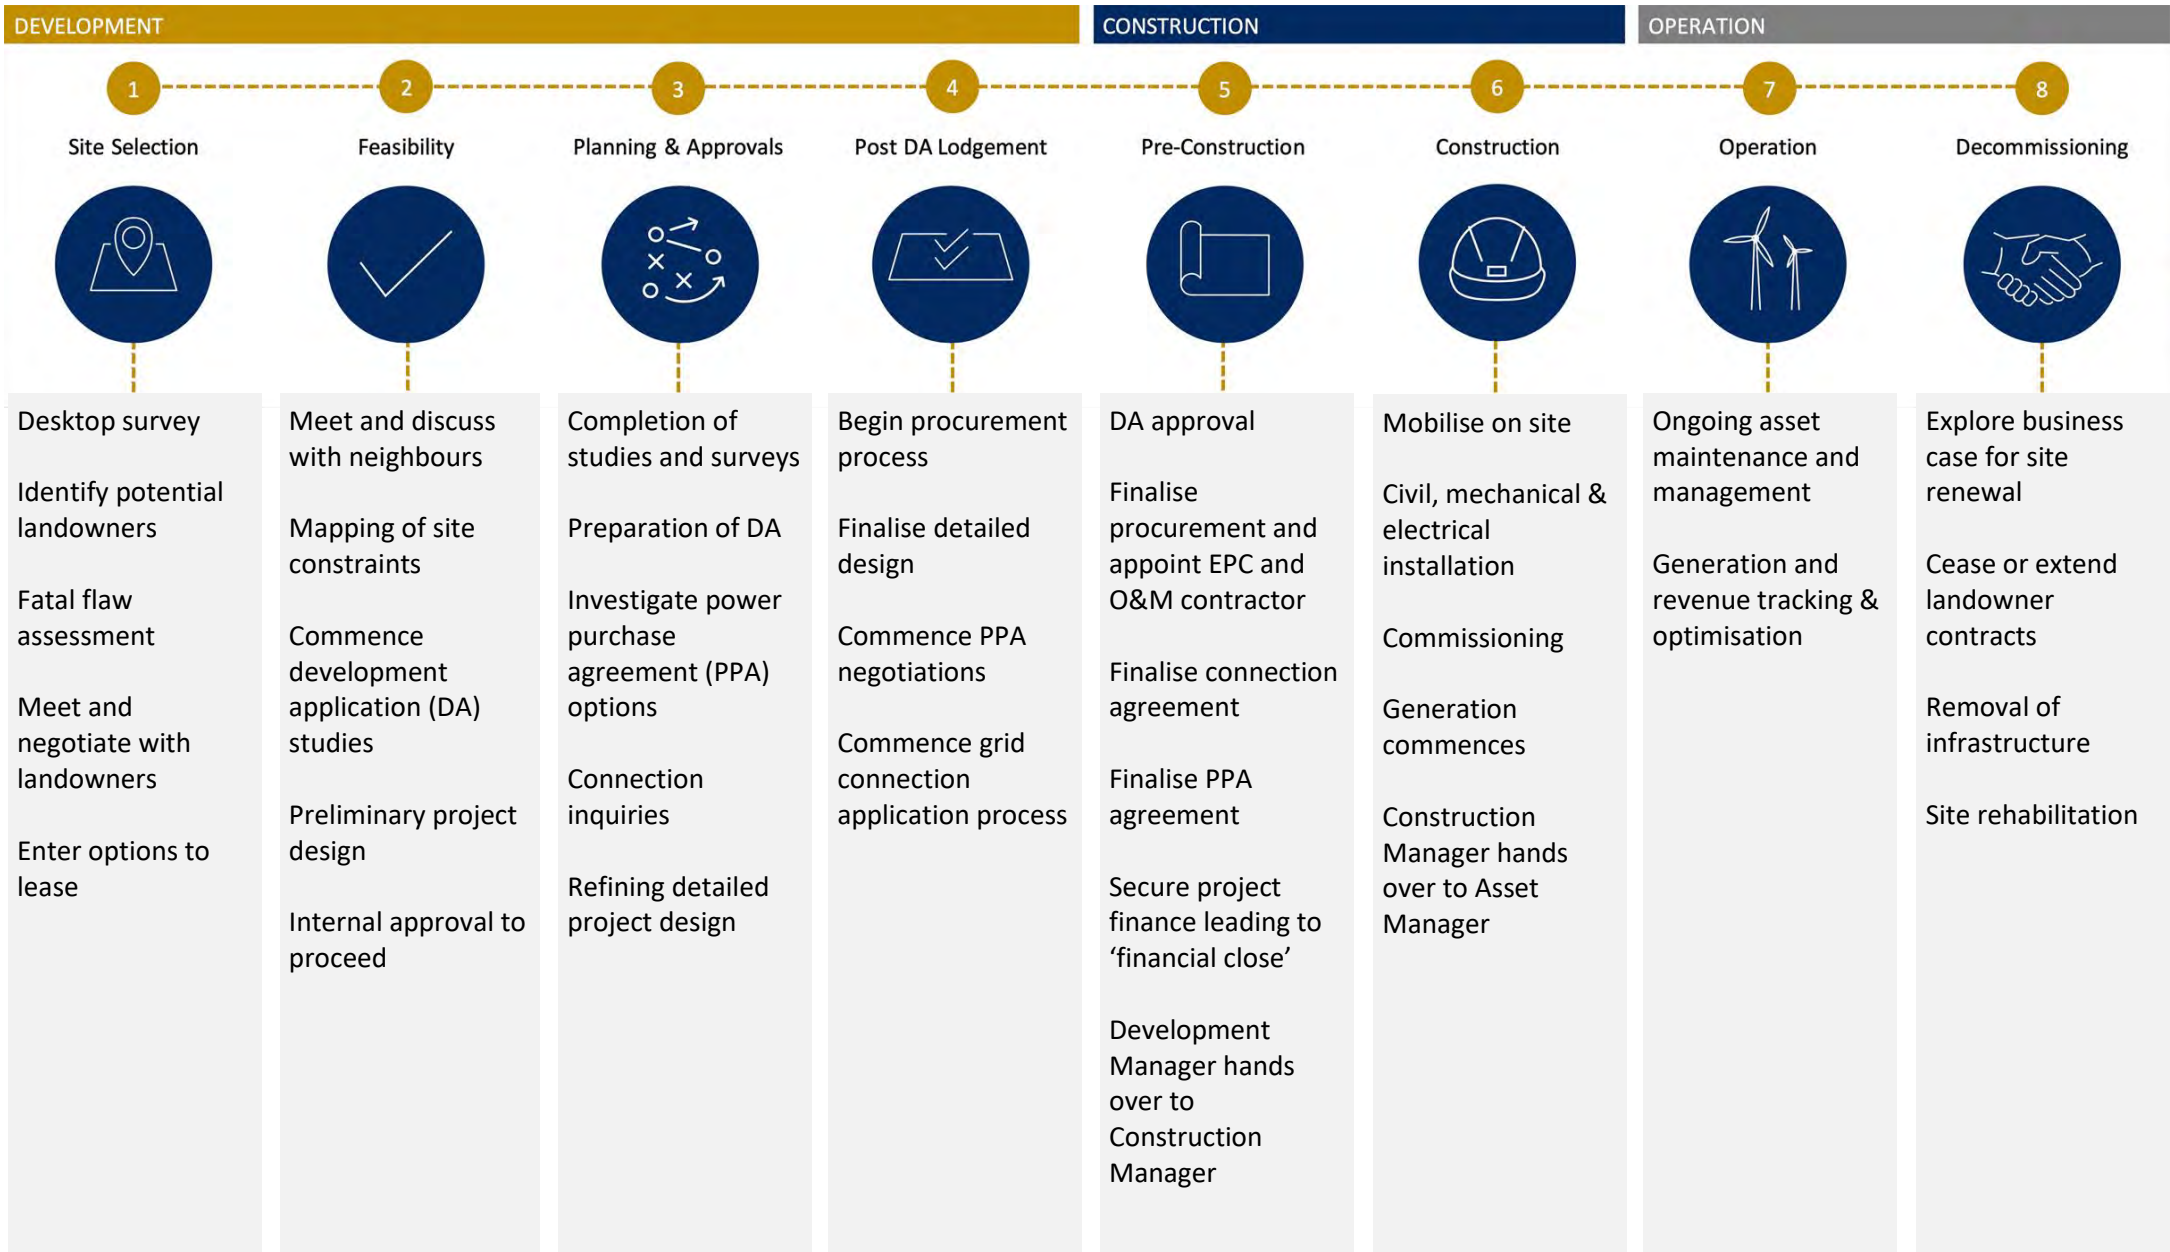 DEVELOPMENT
CONSTRUCTION
OPERATION
1
2
3
4
5
6
7
8
Site Selection
Feasibility
Planning & Approvals
Post DA Lodgement
Pre-Construction
Construction
Operation
Decommissioning
Desktop survey
Identify potential
landowners
Fatal flaw
assessment
Meet and
negotiate with
landowners
Enter options to
lease
Meet and discuss
with neighbours
Mapping of site
constraints
Commence
development
application (DA)
studies
Preliminary project
design
Internal approval to
proceed
Completion of
studies and surveys
Preparation of DA
Investigate power
purchase
agreement (PPA)
options
Connection
inquiries
Refining detailed
project design
Begin procurement
process
Finalise detailed
design
Commence PPA
negotiations
Commence grid
connection
application process
DA approval
Finalise
procurement and
appoint EPC and
O&M contractor
Finalise connection
agreement
Finalise PPA
agreement
Secure project
finance leading to
‘financial close’
Development
Manager hands
over to
Construction
Manager
Mobilise on site
Civil, mechanical &
electrical
installation
Commissioning
Generation
commences
Construction
Manager hands
over to Asset
Manager
Ongoing asset
maintenance and
management
Generation and
revenue tracking &
optimisation
Explore business
case for site
renewal
Cease or extend
landowner
contracts
Removal of
infrastructure
Site rehabilitation